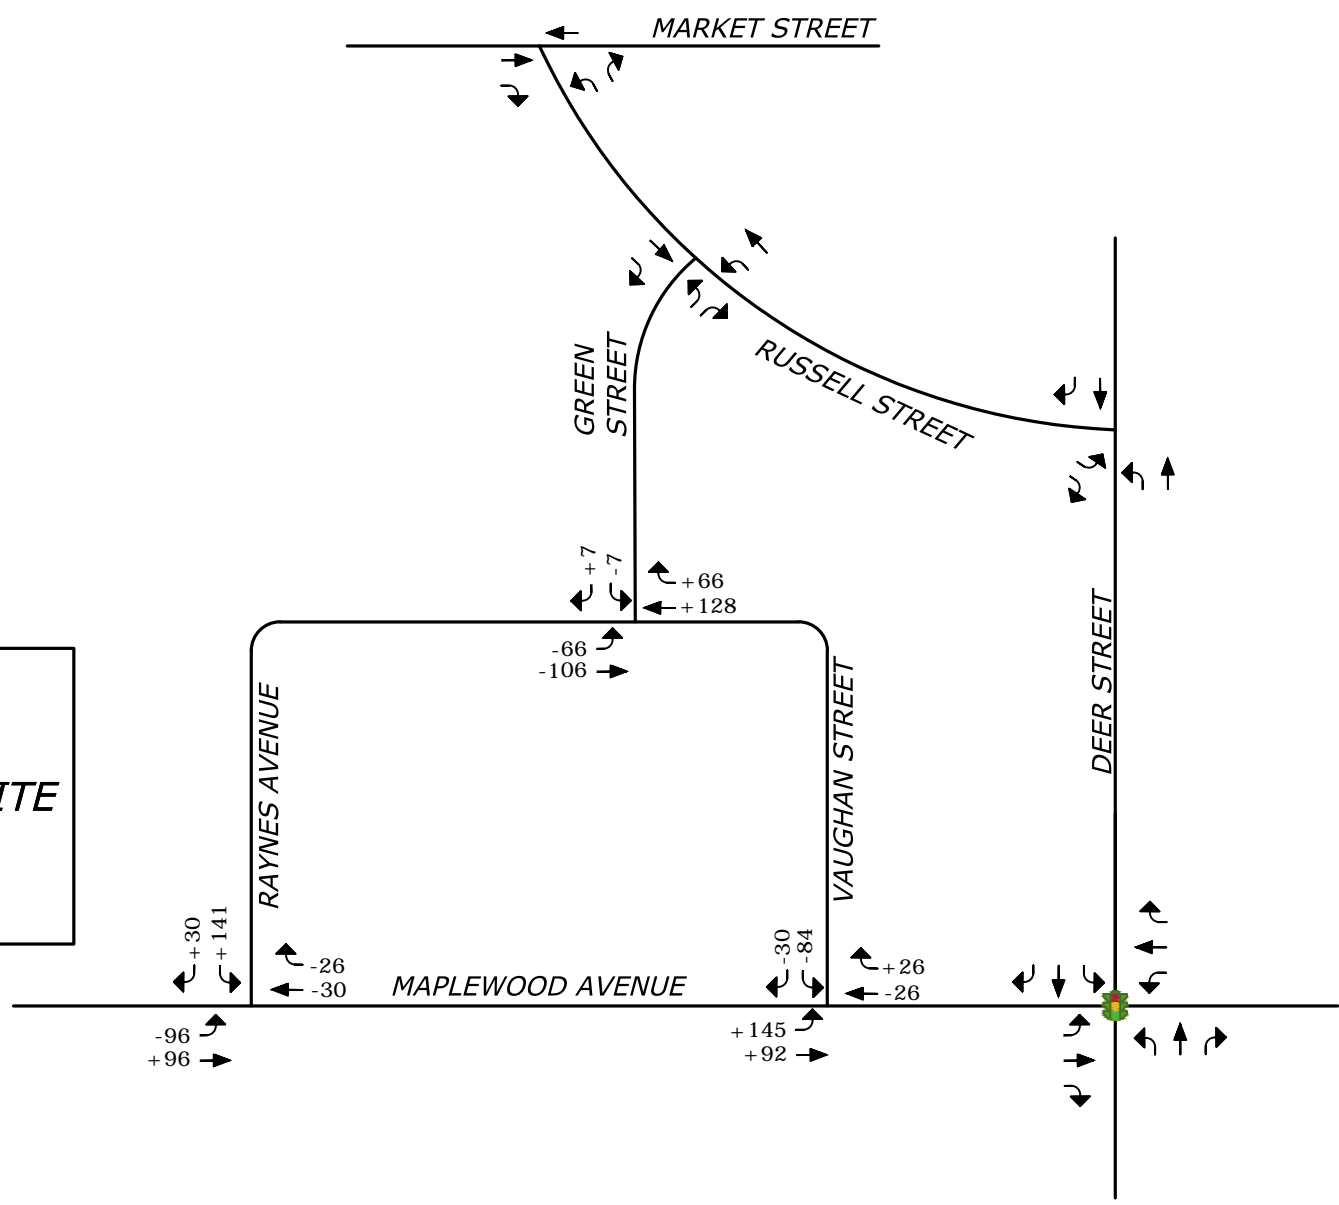 MARKET STREET
GREEN
STREET
RUSSELL STREET
+7
-7
+66
+128
-66
-106
DEER STREET
RAYNES AVENUE
VAUGHAN STREET
ITE
+30
+141
-26
-30
MAPLEWOOD AVENUE
-30
-84
+26
-26
-96
+96
+145
+92